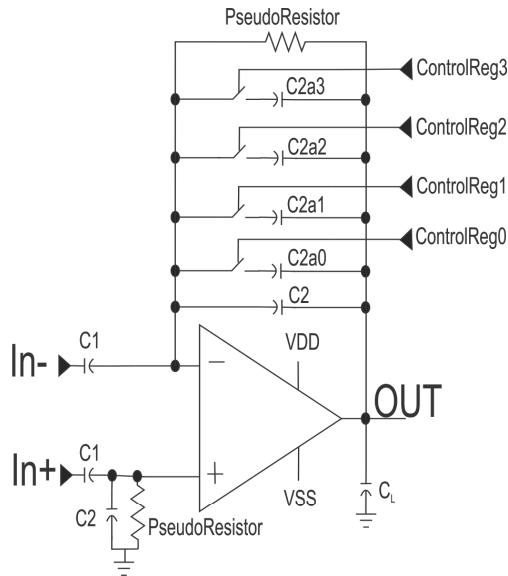 PseudoResistor
ControlReg3
C2a3
ControlReg2
C2a2
ControlReg1
C2a1
ControlReg0
C2a0
C2
C1
In-
−
VDD
OUT
C1
In+
+
VSS
CL
C2
PseudoResistor